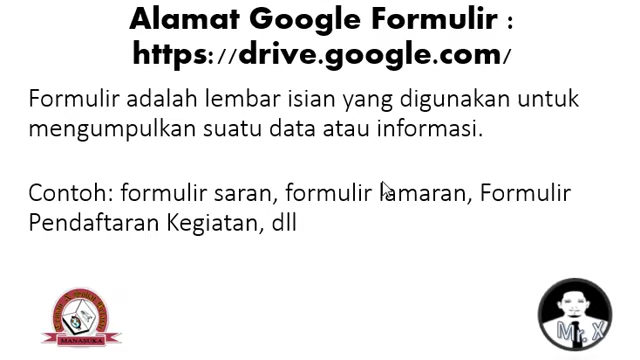 Alamat Google Formulir :
https://drive.google.com/
Formulir adalah lembar isian yang digunakan untuk
mengumpulkan suatu data atau informasi.
Contoh: formulir saran, formulir lamaran, Formulir
Pendaftaran Kegiatan, dll
MANASUKA
Mr. X